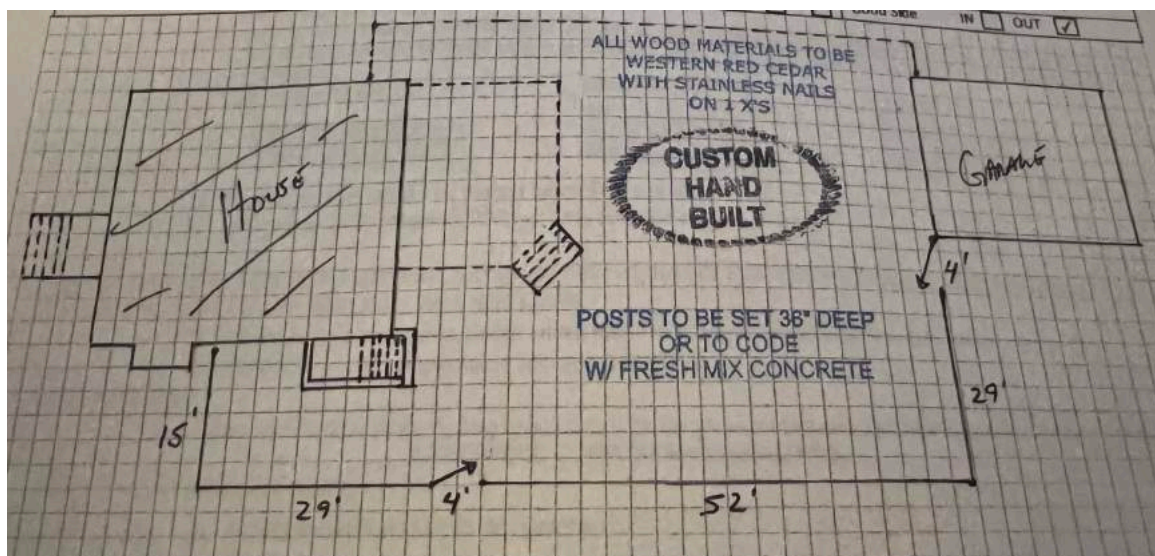 IN OUT
ALL WOOD MATERIALS TO BE
WESTERN RED CEDAR
WITH STAINLESS NAILS
ON 1 X'S
CUSTOM
HAND
BUILT
GARAGE
HOUSE
4'
POSTS TO BE SET 36" DEEP
OR TO CODE
W/ FRESH MIX CONCRETE
29'
15'
29'
4'
52'